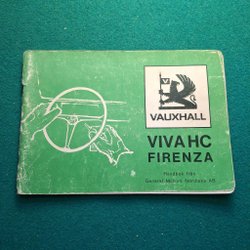 VAUXHALL
VIVA HC
FIRENZA
Handbok från
General Motors Nordiska AB